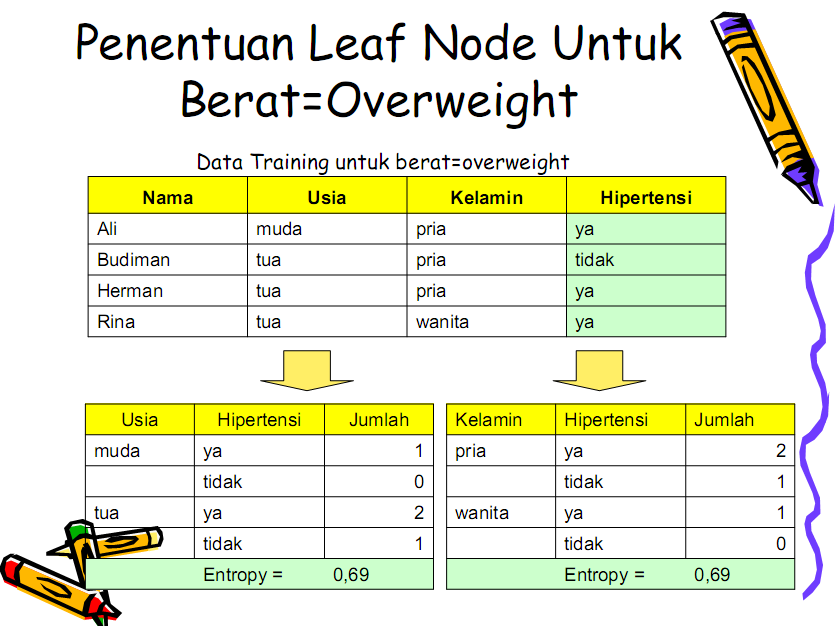 Penentuan Leaf Node Untuk
Berat=Overweight
Data Training untuk berat=overweight
Nama Usia Kelamin Hipertensi
Ali muda pria ya
Budiman tua pria tidak
Herman tua pria ya
Rina tua wanita ya
Usia Hipertensi Jumlah
muda ya 1
tidak 0
tua ya 2
tidak 1
Entropy = 0,69
Kelamin Hipertensi Jumlah
pria ya 2
tidak 1
wanita ya 1
tidak 0
Entropy = 0,69